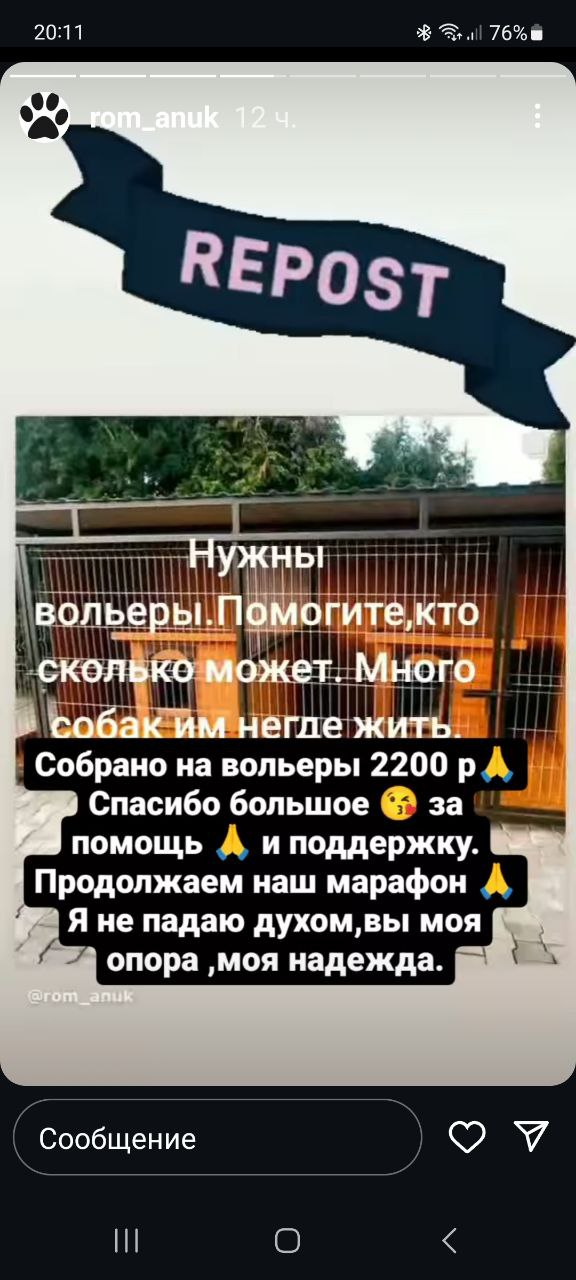 20:11
76%
rom_anuk 12 ч.
REPOST
Нужны
вольеры.Помогите,кто
сколько может. Много
собак им негде жить.
Собрано на вольеры 2200 р🙏
Спасибо большое 😘 за
помощь 🙏 и поддержку.
Продолжаем наш марафон 🙏
Я не падаю духом,вы моя
опора ,моя надежда.
@rom_anuk
Сообщение